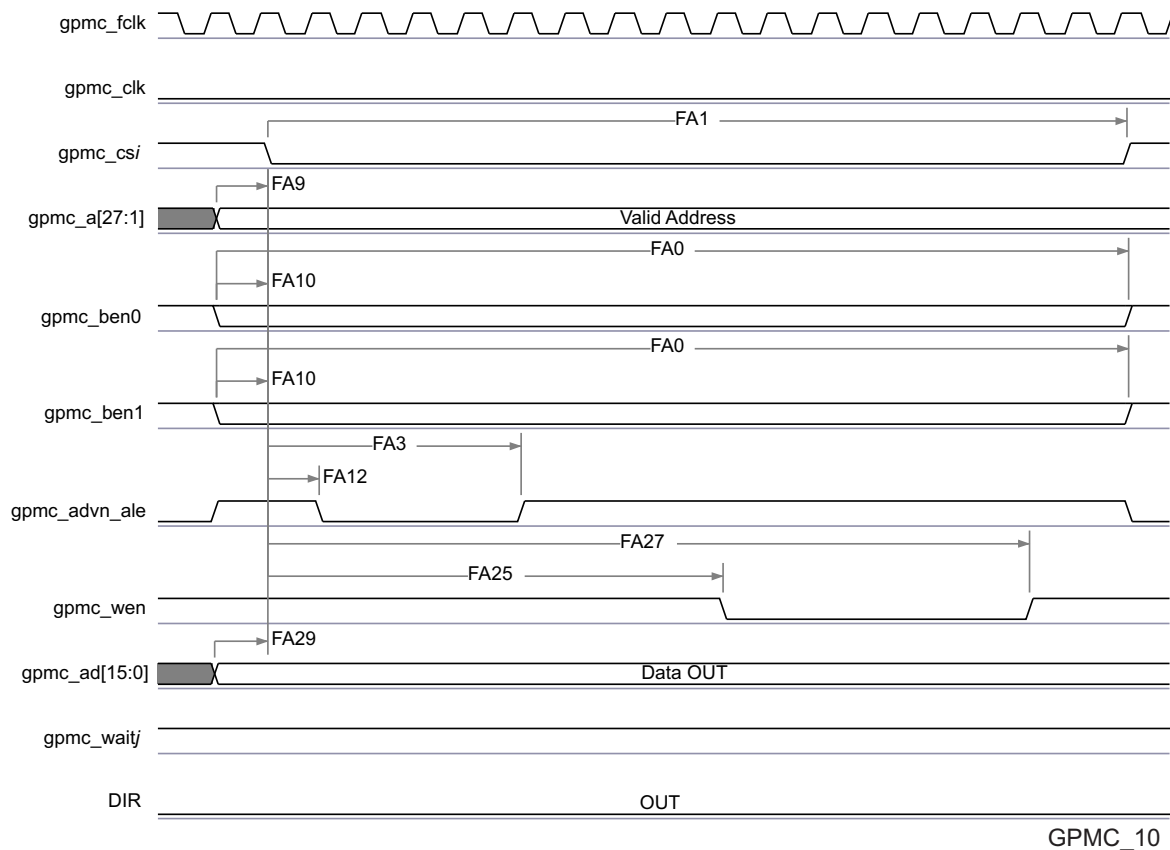 gpmc_fclk
gpmc_clk
FA1
gpmc_csi
FA9
gpmc_a[27:1]
Valid Address
FA0
FA10
gpmc_ben0
FA0
FA10
gpmc_ben1
FA3
FA12
gpmc_advn_ale
FA27
FA25
gpmc_wen
FA29
gpmc_ad[15:0]
Data OUT
gpmc_waitj
DIR
OUT
GPMC_10